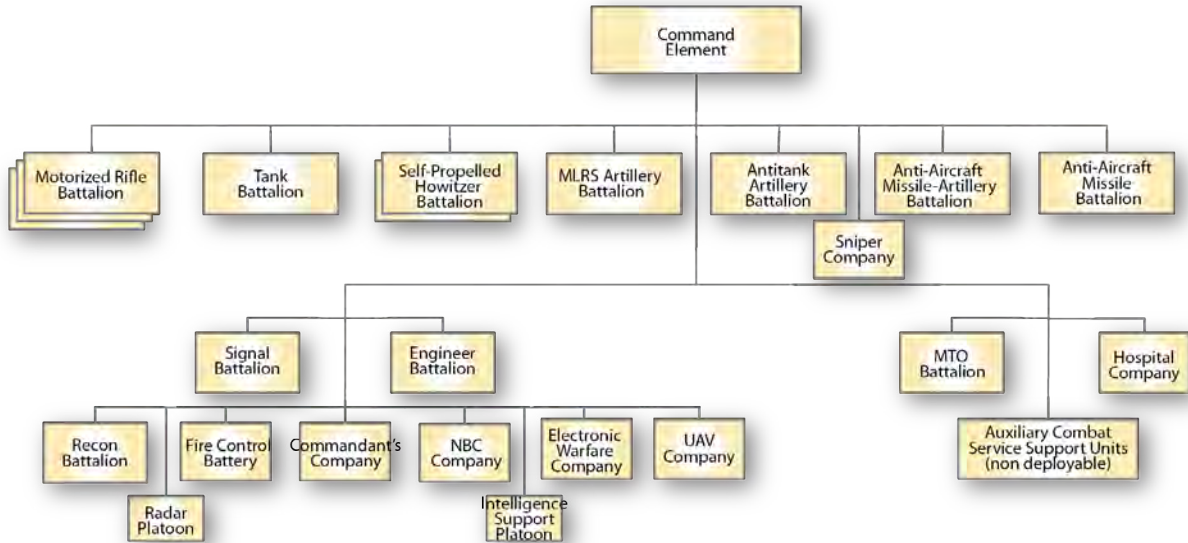 Command
Element
Motorized Rifle
Battalion
Tank
Battalion
Self-Propelled
Howitzer
Battalion
MLRS Artillery
Battalion
Antitank
Artillery
Battalion
Anti-Aircraft
Missile-Artillery
Battalion
Anti-Aircraft
Missile
Battalion
Sniper
Company
Signal
Battalion
Engineer
Battalion
MTO
Battalion
Hospital
Company
Recon
Battalion
Fire Control
Battery
Commandant's
Company
NBC
Company
Electronic
Warfare
Company
UAV
Company
Auxiliary Combat
Service Support Units
(non deployable)
Radar
Platoon
Intelligence
Support
Platoon